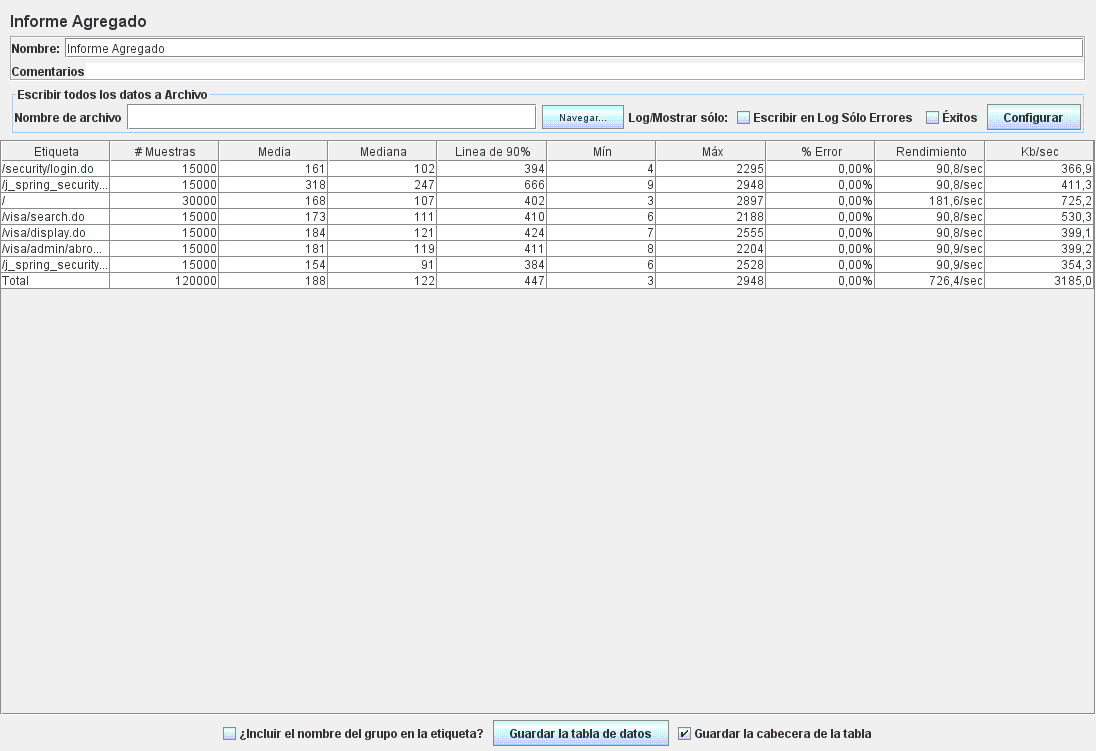 Informe Agregado
Nombre: Informe Agregado
Comentarios
Escribir todos los datos a Archivo
Nombre de archivo Navegar... Log/Mostrar sólo: Escribir en Log Sólo Errores Éxitos Configurar
Etiqueta # Muestras Media Mediana Linea de 90% Mín Máx % Error Rendimiento Kb/sec
/security/login.do 15000 161 102 394 4 2295 0,00% 90,8/sec 366,9
/j_spring_security... 15000 318 247 666 9 2948 0,00% 90,8/sec 411,3
/ 30000 168 107 402 3 2897 0,00% 181,6/sec 725,2
/visa/search.do 15000 173 111 410 6 2188 0,00% 90,8/sec 530,3
/visa/display.do 15000 184 121 424 7 2555 0,00% 90,8/sec 399,1
/visa/admin/abro... 15000 181 119 411 8 2204 0,00% 90,9/sec 399,2
/j_spring_security... 15000 154 91 384 6 2528 0,00% 90,9/sec 354,3
Total 120000 188 122 447 3 2948 0,00% 726,4/sec 3185,0
¿Incluir el nombre del grupo en la etiqueta? Guardar la tabla de datos Guardar la cabecera de la tabla